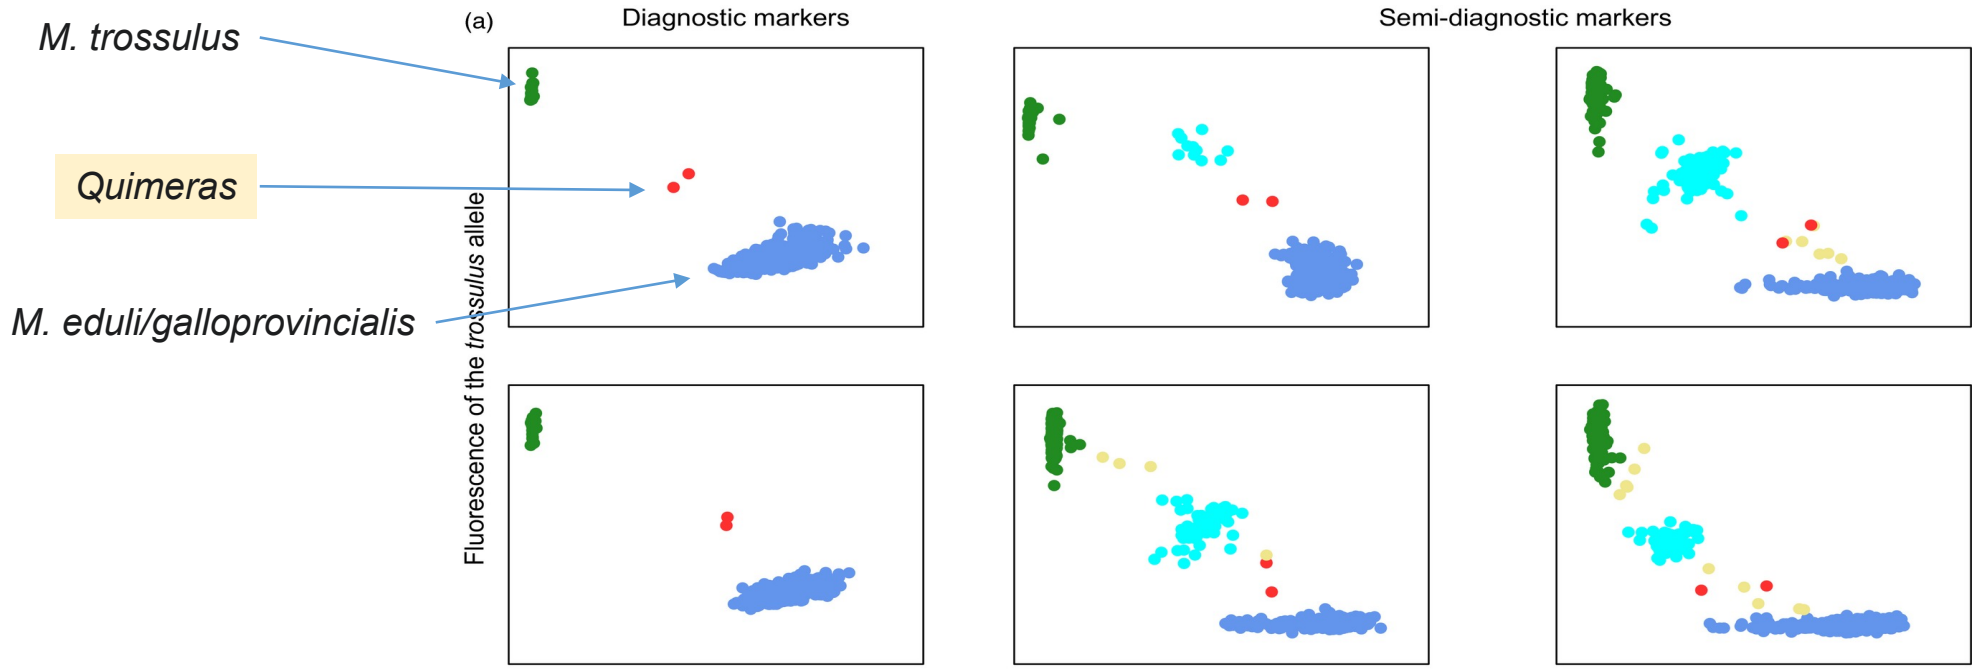 M. trossulus
(a)
Diagnostic markers
Semi-diagnostic markers
Quimeras
M. eduli/galloprovincialis
Fluorescence of the trossulus allele